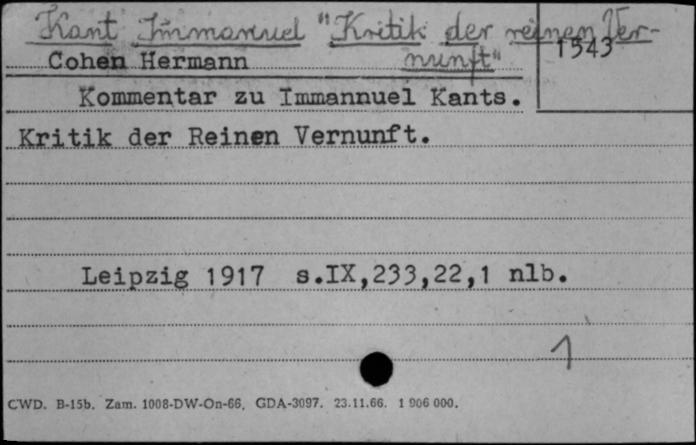 Kant Immanuel "Kritik der reinen Ver-
nunft"
1543
Cohen Hermann
Kommentar zu Immannuel Kants.
Kritik der Reinen Vernunft.
Leipzig 1917 s.IX,233,22,1 nlb.
1
CWD. B-15b. Zam. 1008-DW-On-66. GDA-3097. 23.11.66. 1 906 000.